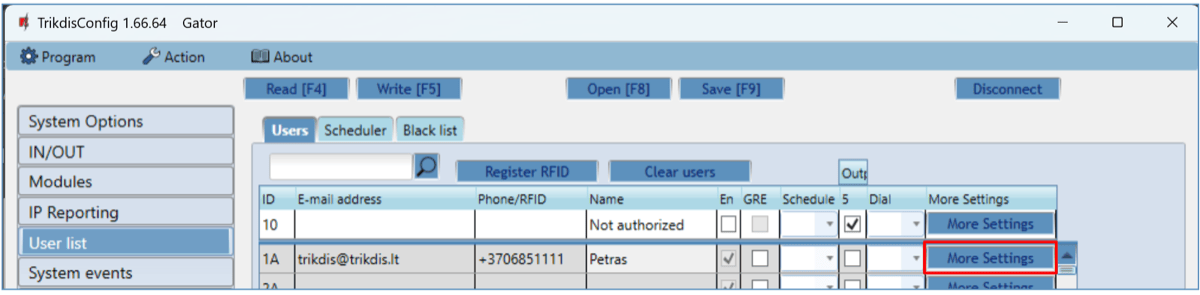 TrikdisConfig 1.66.64 Gator
Program Action About
Read [F4] Write [F5] Open [F8] Save [F9] Disconnect
System Options
IN/OUT
Modules
IP Reporting
User list
System events
Users Scheduler Black list
Register RFID Clear users Outp
ID E-mail address Phone/RFID Name En GRE Schedule 5 Dial More Settings
10 Not authorized More Settings
1A trikdis@trikdis.lt +3706851111 Petras More Settings
2A More Settings